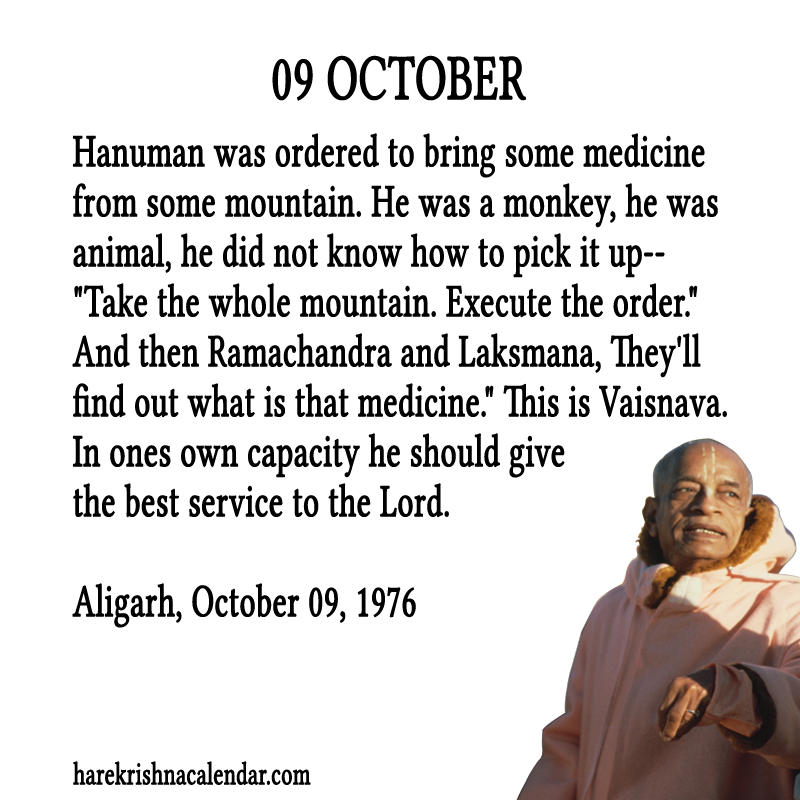 09 OCTOBER
Hanuman was ordered to bring some medicine
from some mountain. He was a monkey, he was
animal, he did not know how to pick it up--
"Take the whole mountain. Execute the order."
And then Ramachandra and Laksmana, They'll
find out what is that medicine." This is Vaisnava.
In ones own capacity he should give
the best service to the Lord.
Aligarh, October 09, 1976
harekrishnacalendar.com